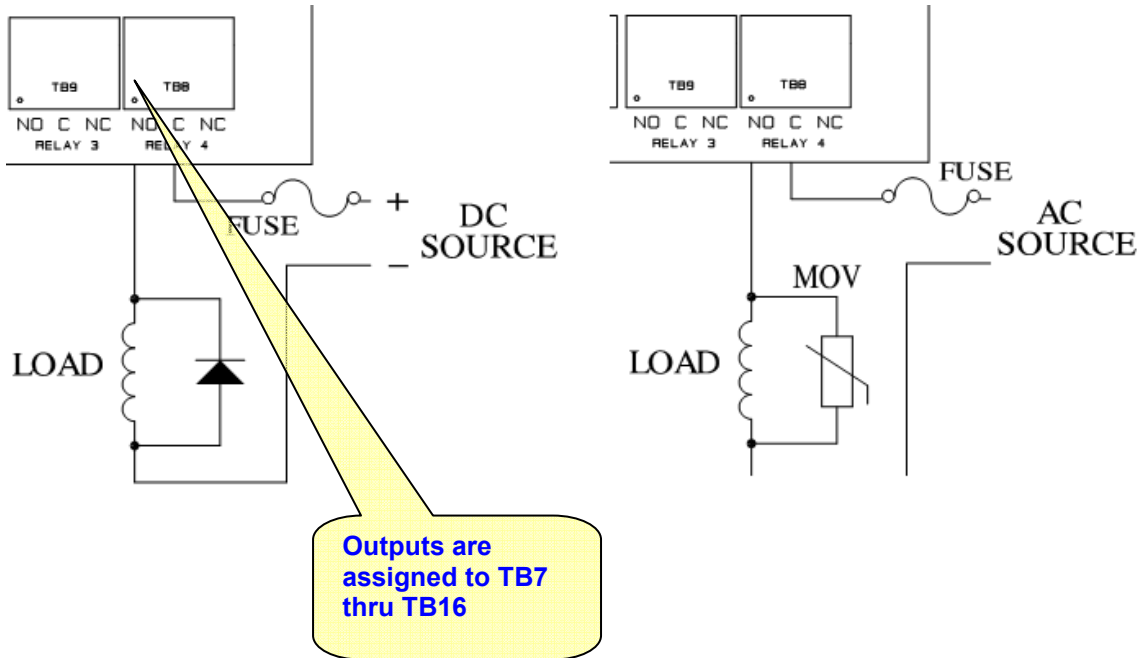 TB9
TB8
NO C NC
NO C NC
RELAY 3
RELAY 4
FUSE
+
DC
SOURCE
–
LOAD
Outputs are
assigned to TB7
thru TB16
TB9
TB8
NO C NC
NO C NC
RELAY 3
RELAY 4
FUSE
AC
SOURCE
MOV
LOAD